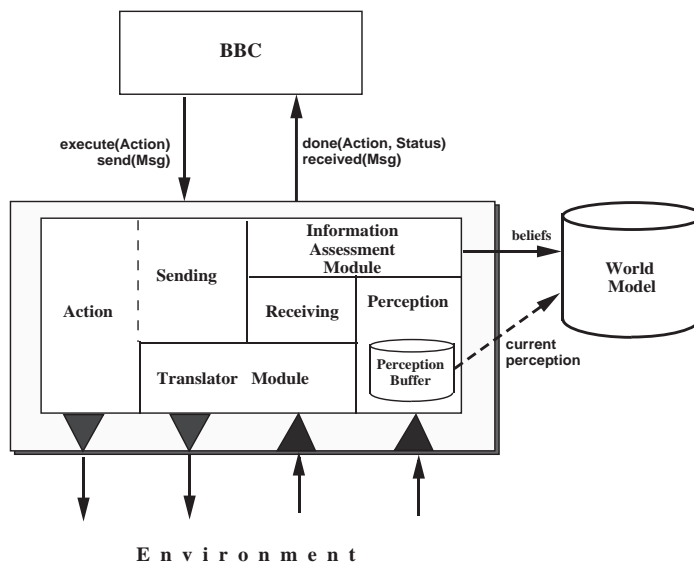 BBC
execute(Action)
send(Msg)
done(Action, Status)
received(Msg)
Information
Assessment
Module
Sending
Action
Receiving
Perception
Translator Module
Perception
Buffer
beliefs
World
Model
current
perception
Environment